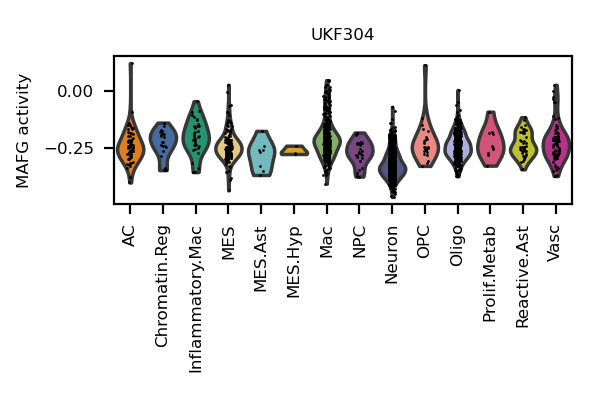 UKF304
MAFG activity
0.00
−0.25
AC
Chromatin.Reg
Inflammatory.Mac
MES
MES.Ast
MES.Hyp
Mac
NPC
Neuron
OPC
Oligo
Prolif.Metab
Reactive.Ast
Vasc